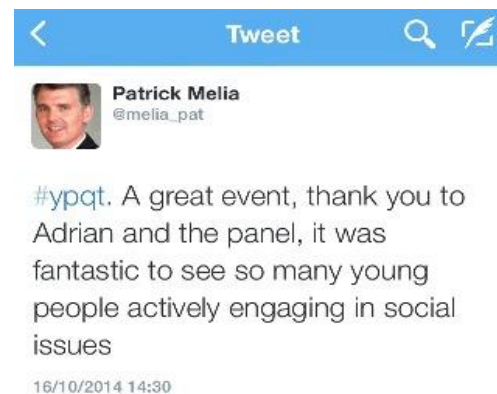 Tweet
Patrick Melia
@melia_pat
#ypqt. A great event, thank you to
Adrian and the panel, it was
fantastic to see so many young
people actively engaging in social
issues
16/10/2014 14:30